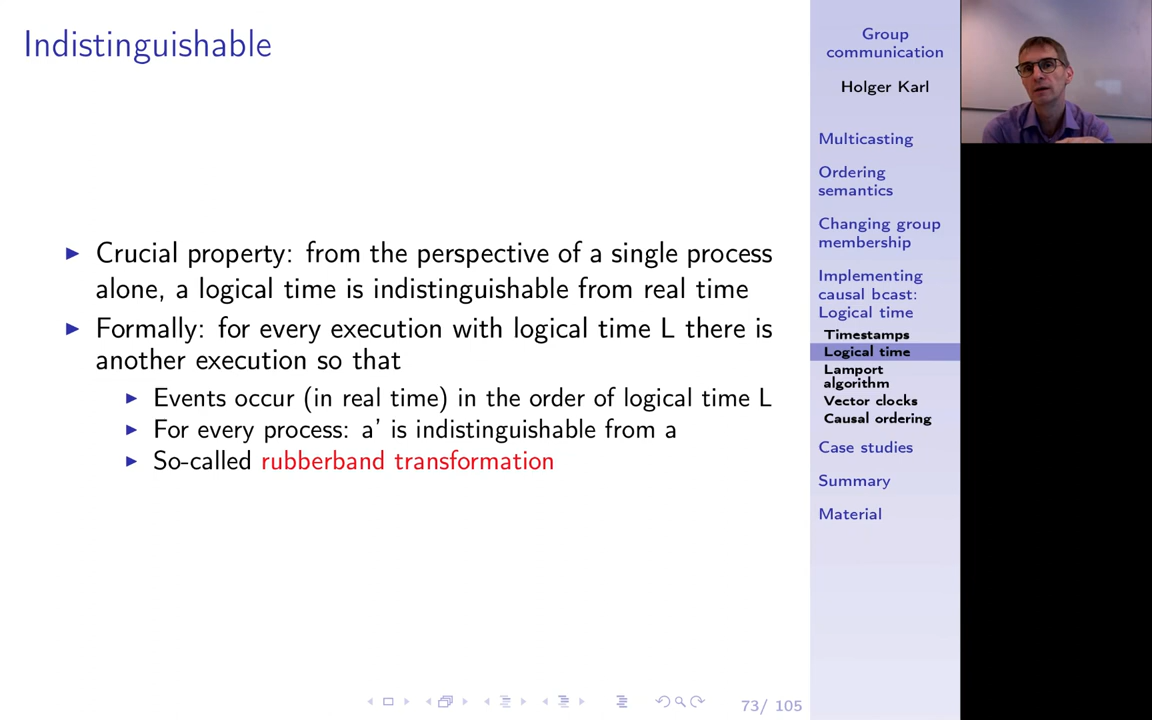 Indistinguishable
▶ Crucial property: from the perspective of a single process
alone, a logical time is indistinguishable from real time
▶ Formally: for every execution with logical time L there is
another execution so that
▶ Events occur (in real time) in the order of logical time L
▶ For every process: a' is indistinguishable from a
▶ So-called rubberband transformation
73/ 105
Group
communication
Holger Karl
Multicasting
Ordering
semantics
Changing group
membership
Implementing
causal bcast:
Logical time
Timestamps
Logical time
Lamport
algorithm
Vector clocks
Causal ordering
Case studies
Summary
Material